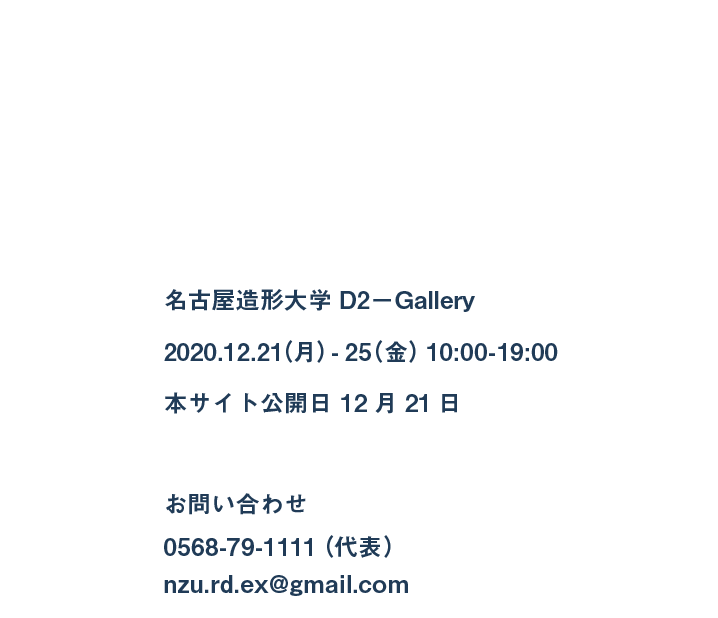 名古屋造形大学 D2ーGallery
2020.12.21(月) - 25(金) 10:00-19:00
本サイト公開日 12 月 21 日
お問い合わせ
0568-79-1111 (代表)
nzu.rd.ex@gmail.com